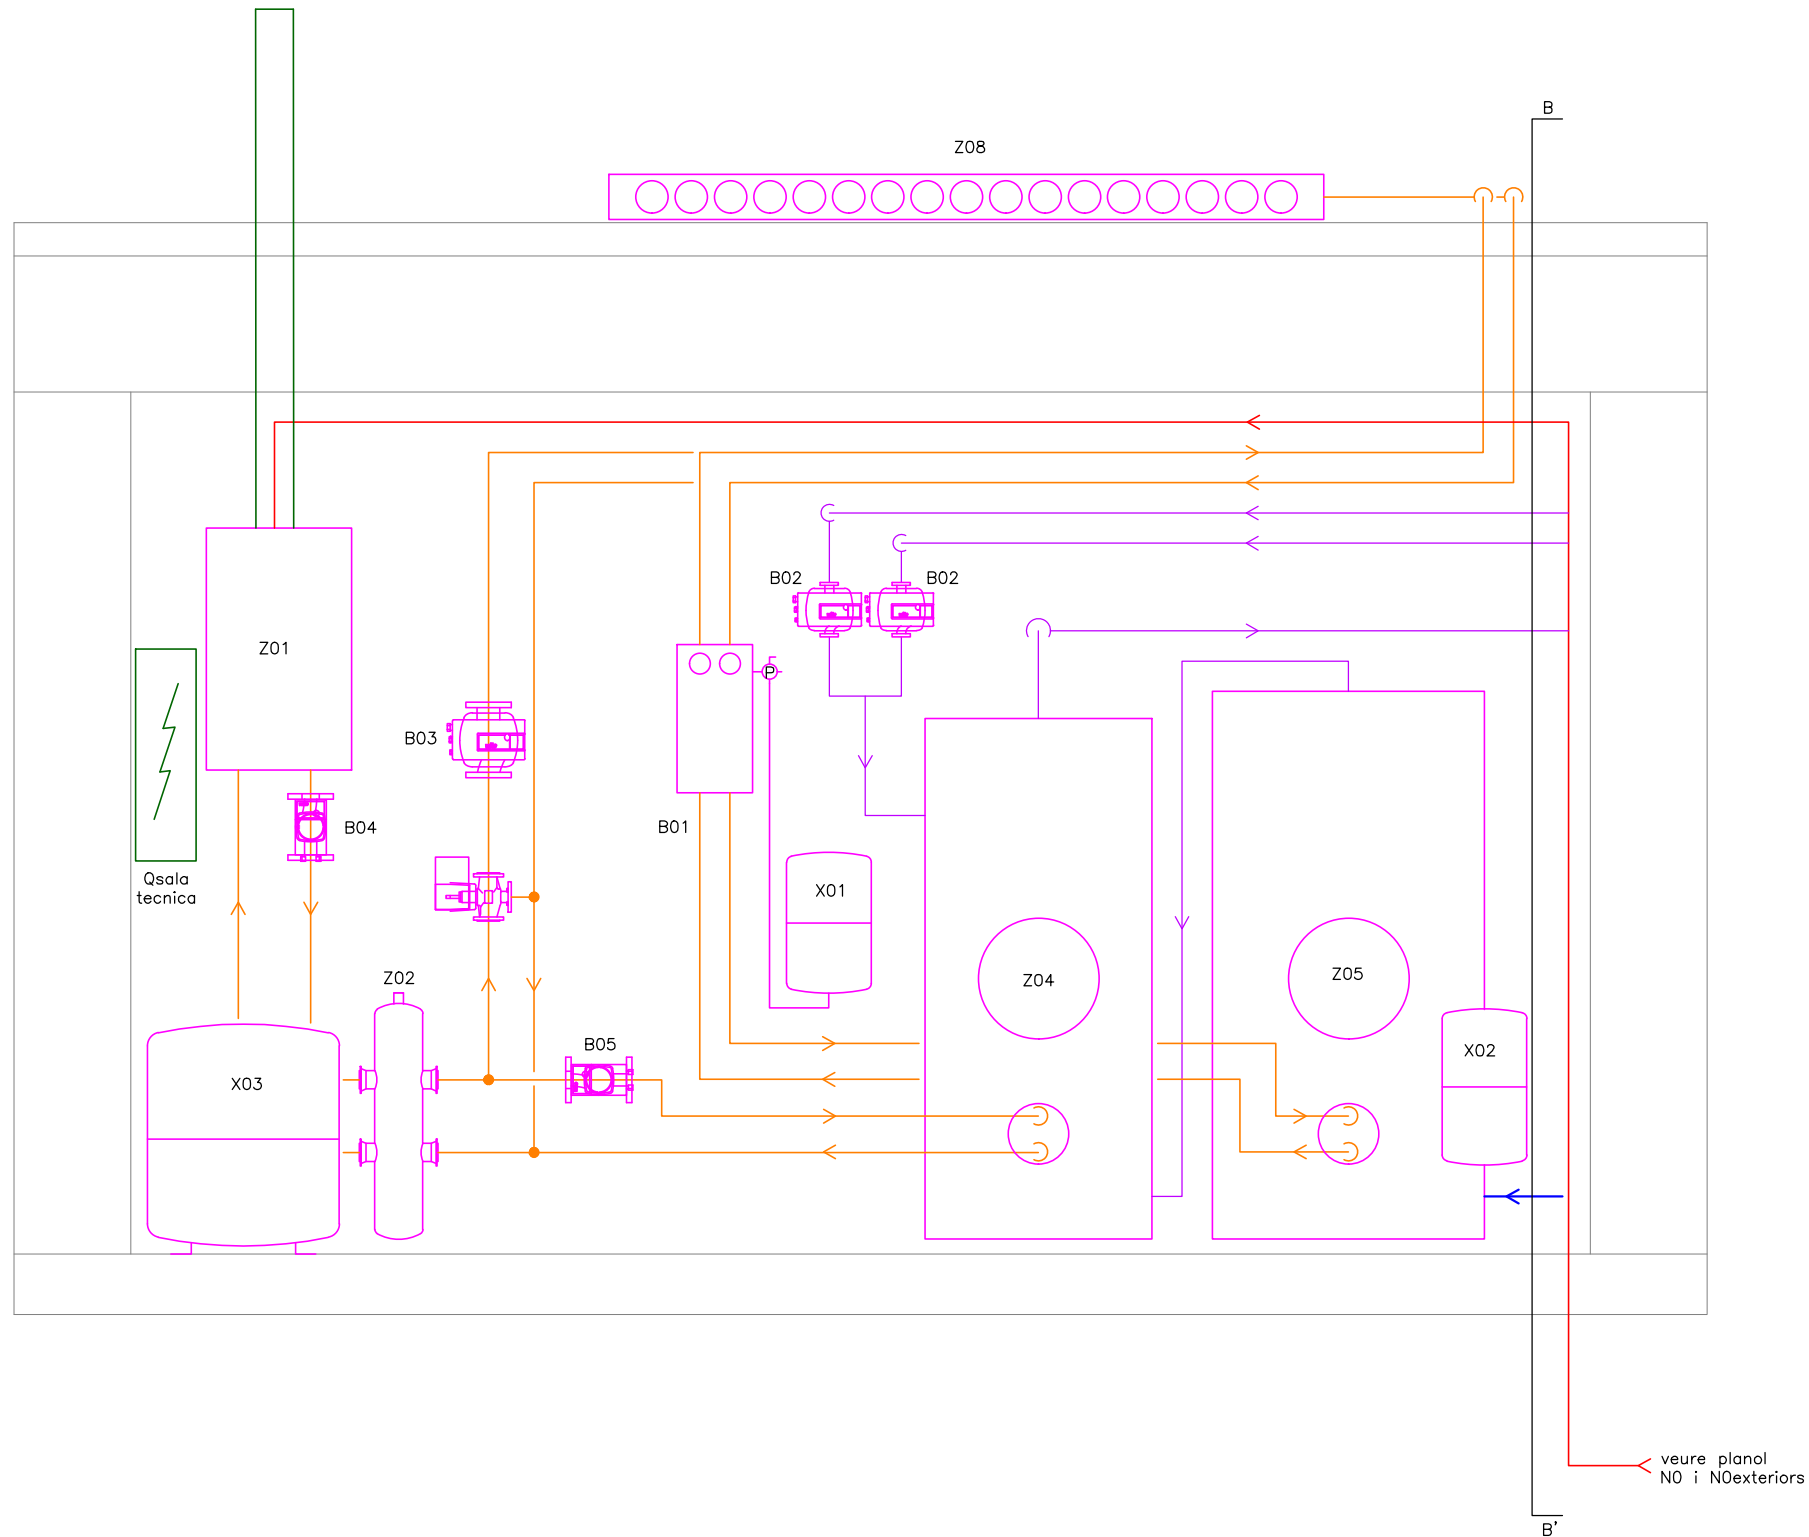 B
Z08
B02
B02
Z01
P
B03
B01
B04
Qsala
tecnica
X01
Z02
Z04
Z05
B05
X02
X03
veure planol
N0 i N0exteriors
B'